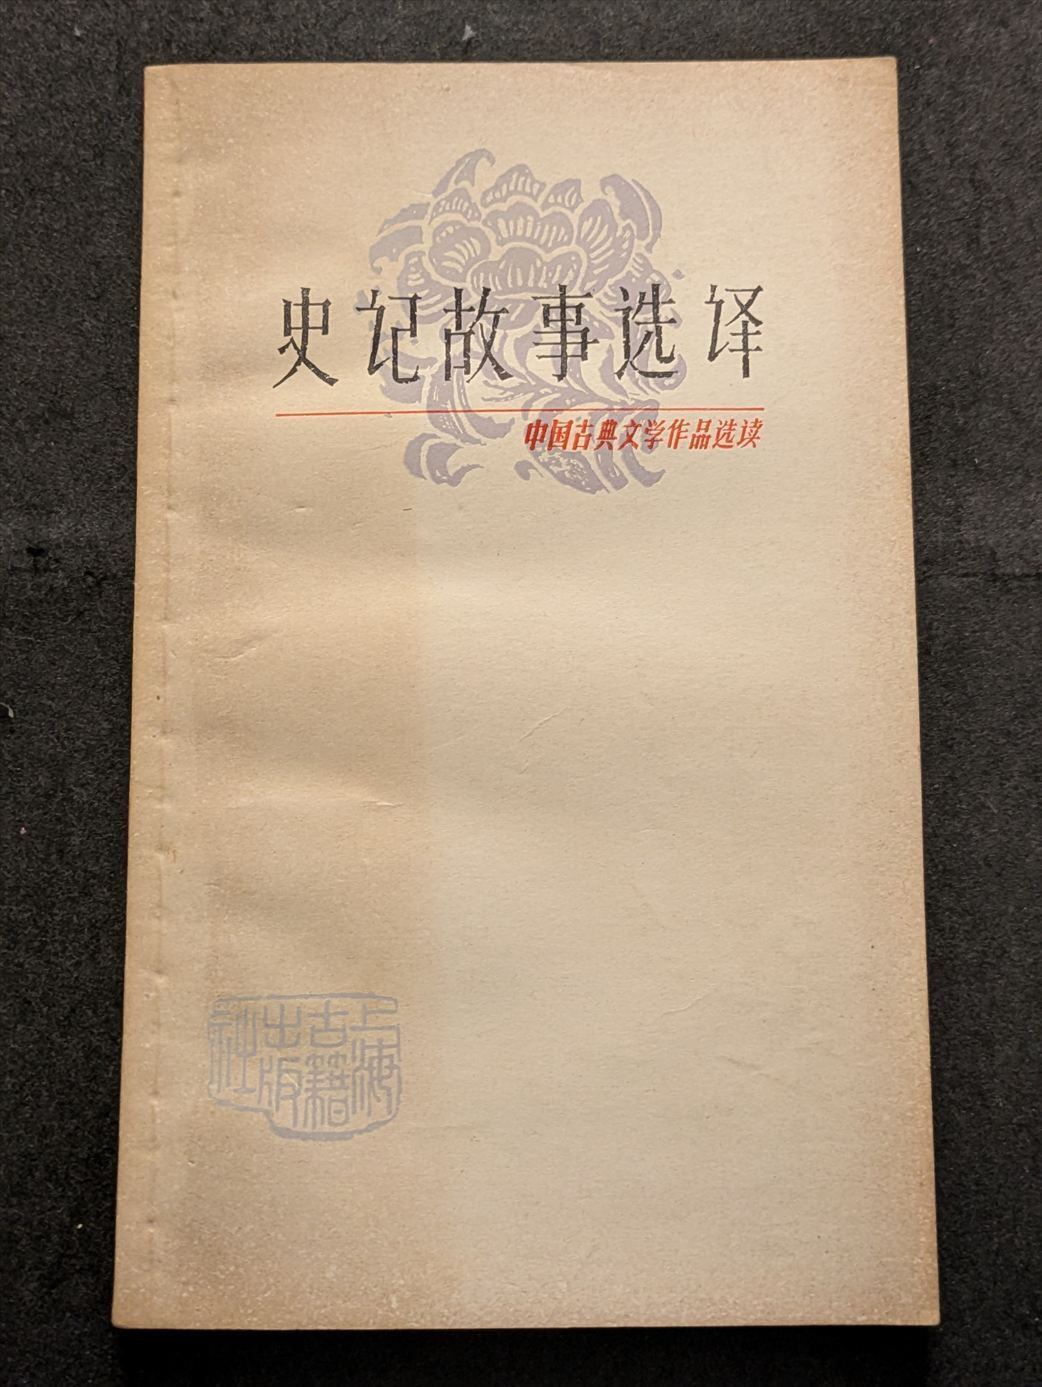 史记故事选译
中国古典文学作品选读
上海
古籍
出版
社